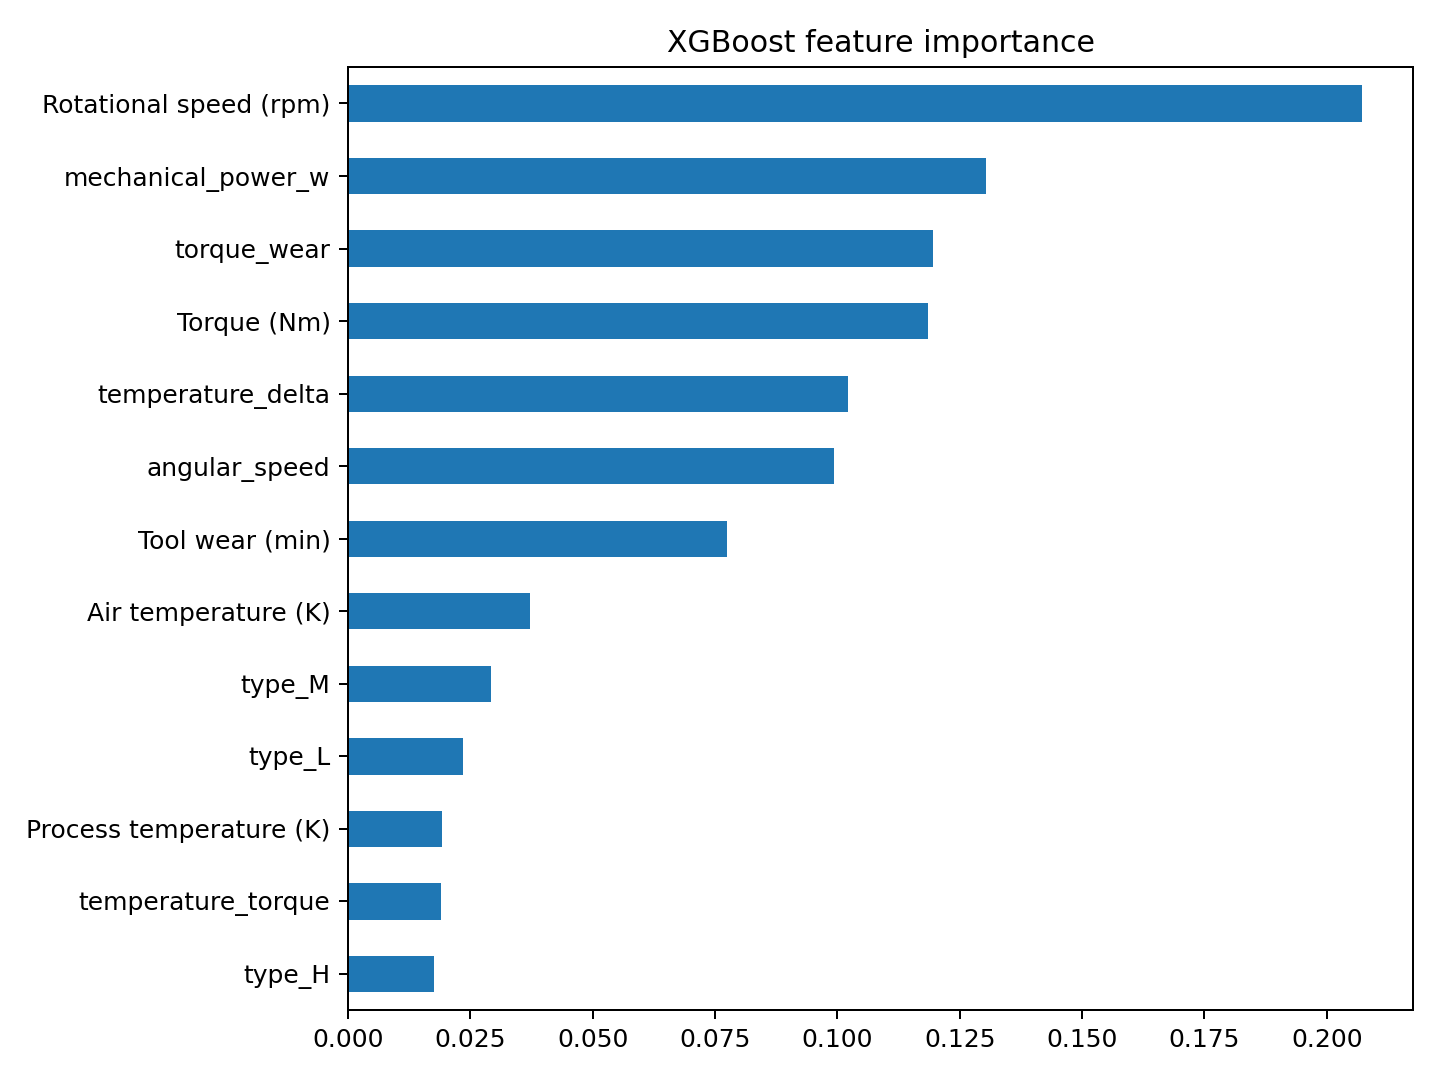 XGBoost feature importance
Rotational speed (rpm)
mechanical_power_w
torque_wear
Torque (Nm)
temperature_delta
angular_speed
Tool wear (min)
Air temperature (K)
type_M
type_L
Process temperature (K)
temperature_torque
type_H
0.000 0.025 0.050 0.075 0.100 0.125 0.150 0.175 0.200